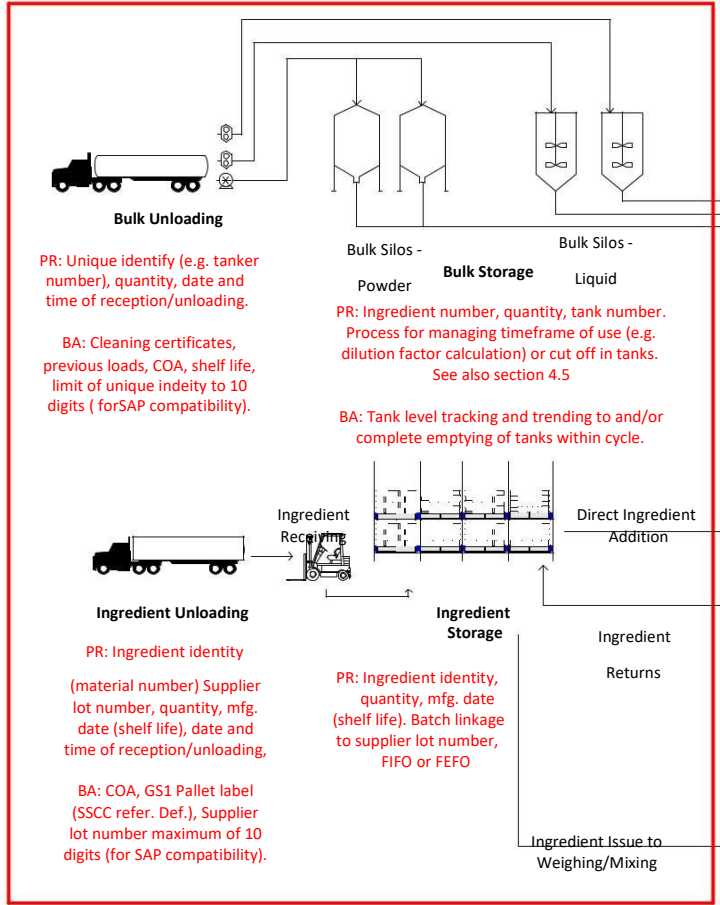 Bulk Unloading
PR: Unique identify (e.g. tanker
number), quantity, date and
time of reception/unloading.
BA: Cleaning certificates,
previous loads, COA, shelf life,
limit of unique indeity to 10
digits ( forSAP compatibility).
Bulk Silos -
Powder
Bulk Storage
Bulk Silos -
Liquid
PR: Ingredient number, quantity, tank number.
Process for managing timeframe of use (e.g.
dilution factor calculation) or cut off in tanks.
See also section 4.5
BA: Tank level tracking and trending to and/or
complete emptying of tanks within cycle.
Ingredient
Receiving
Direct Ingredient
Addition
Ingredient Unloading
PR: Ingredient identity
(material number) Supplier
lot number, quantity, mfg.
date (shelf life), date and
time of reception/unloading,
BA: COA, GS1 Pallet label
(SSCC refer. Def.), Supplier
lot number maximum of 10
digits (for SAP compatibility).
Ingredient
Storage
PR: Ingredient identity,
quantity, mfg. date
(shelf life). Batch linkage
to supplier lot number,
FIFO or FEFO
Ingredient
Returns
Ingredient Issue to
Weighing/Mixing